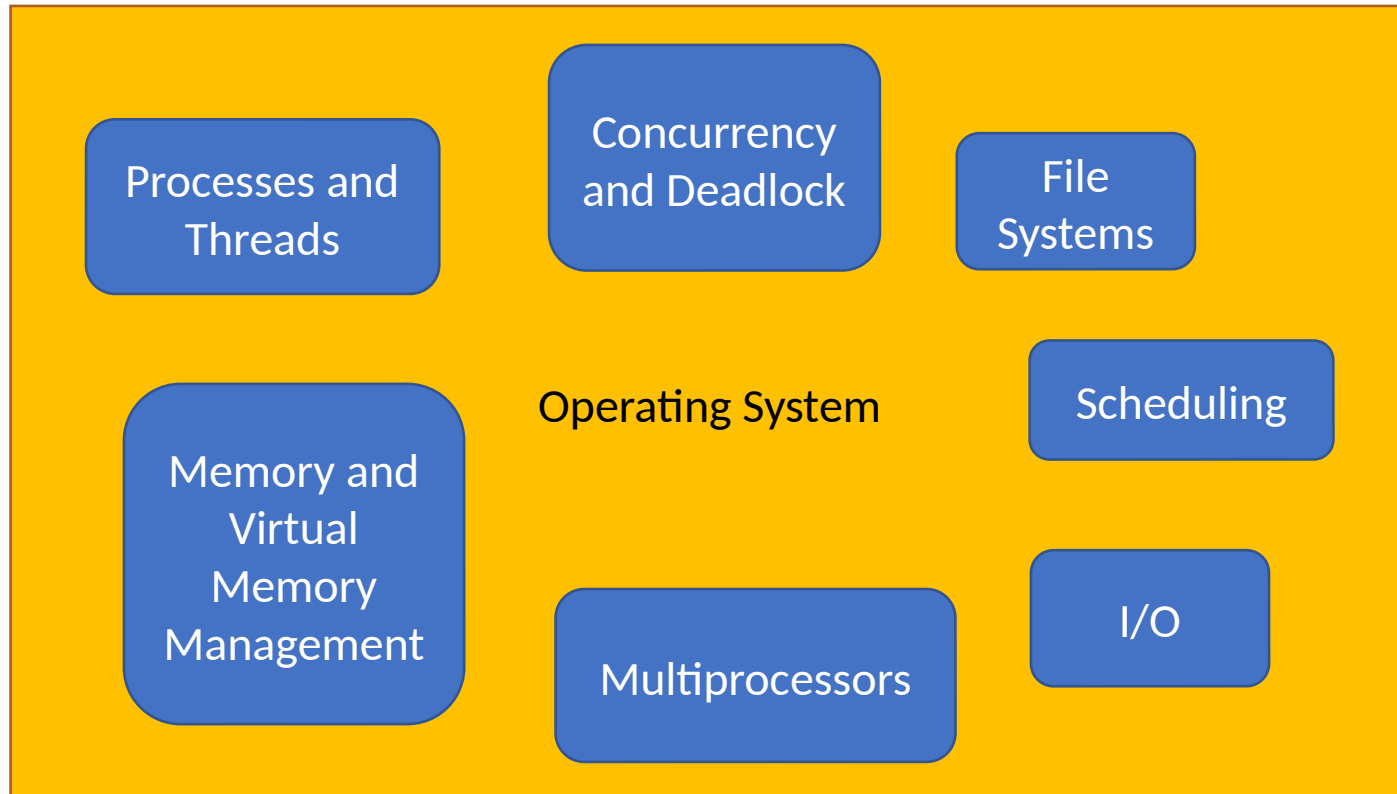 Concurrency
and Deadlock
Processes and
Threads
File
Systems
Operating System
Scheduling
Memory and
Virtual
Memory
Management
I/O
Multiprocessors